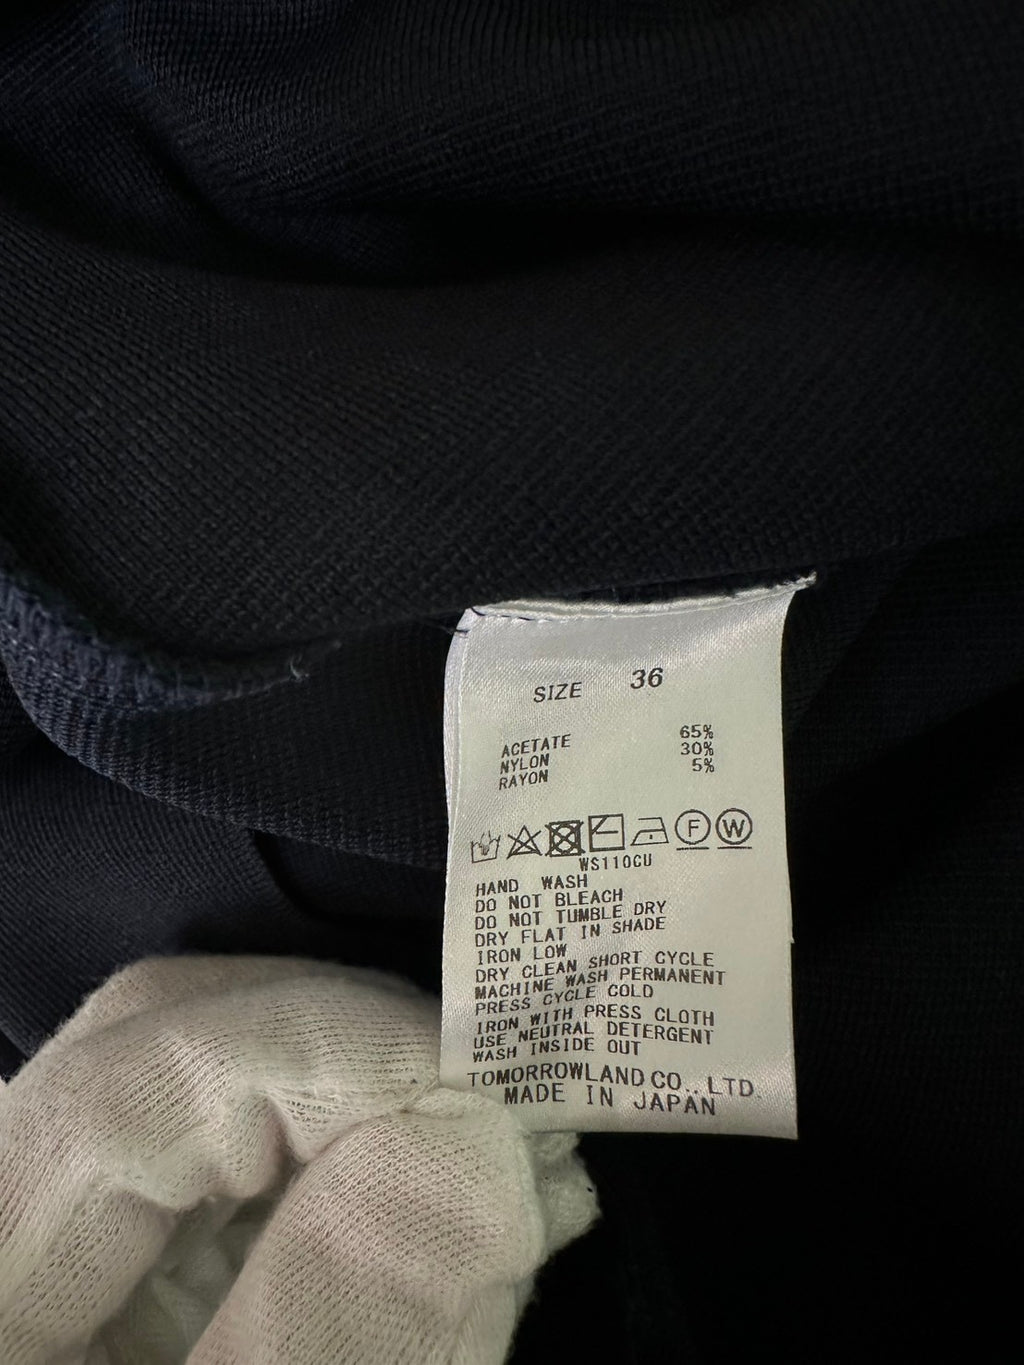 SIZE 36
ACETATE 65%
NYLON 30%
RAYON 5%
F W
WS110CU
HAND WASH
DO NOT BLEACH
DO NOT TUMBLE DRY
DRY FLAT IN SHADE
IRON LOW
DRY CLEAN SHORT CYCLE
MACHINE WASH PERMANENT
PRESS CYCLE COLD
IRON WITH PRESS CLOTH
USE NEUTRAL DETERGENT
WASH INSIDE OUT
TOMORROWLAND CO., LTD.
MADE IN JAPAN